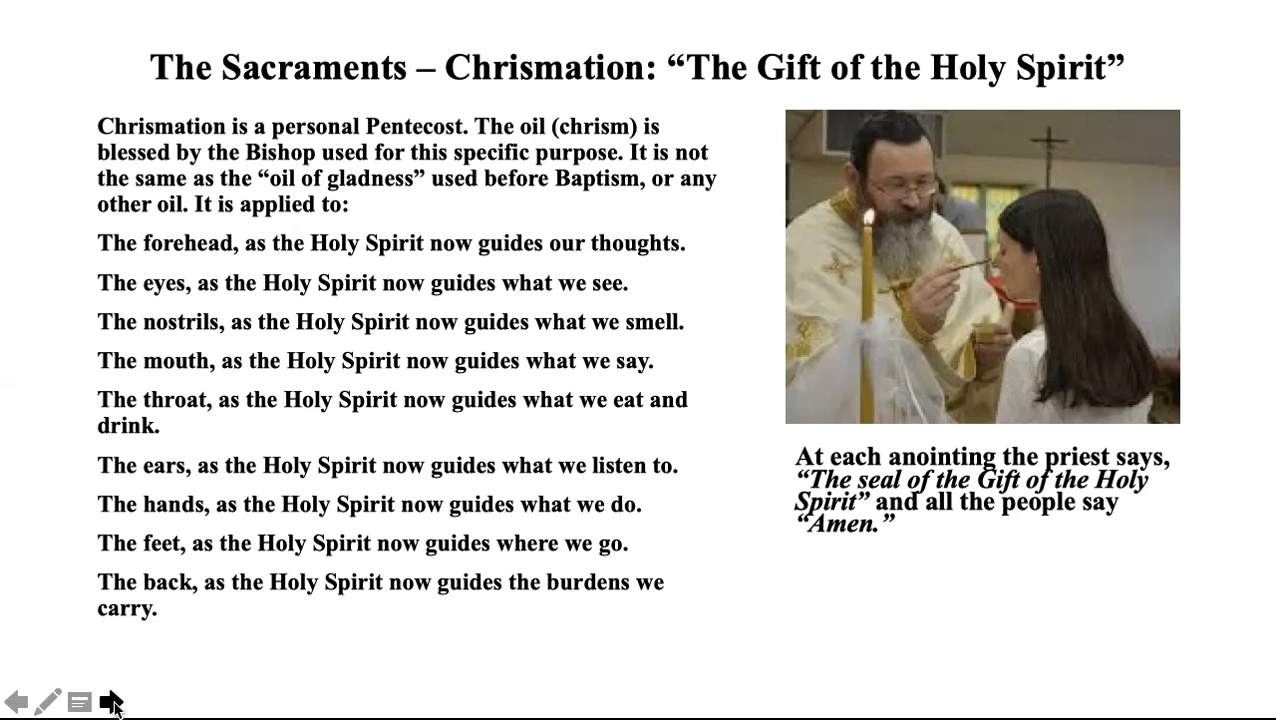 The Sacraments – Chrismation: “The Gift of the Holy Spirit”
Chrismation is a personal Pentecost. The oil (chrism) is
blessed by the Bishop used for this specific purpose. It is not
the same as the “oil of gladness” used before Baptism, or any
other oil. It is applied to:
The forehead, as the Holy Spirit now guides our thoughts.
The eyes, as the Holy Spirit now guides what we see.
The nostrils, as the Holy Spirit now guides what we smell.
The mouth, as the Holy Spirit now guides what we say.
The throat, as the Holy Spirit now guides what we eat and
drink.
The ears, as the Holy Spirit now guides what we listen to.
The hands, as the Holy Spirit now guides what we do.
The feet, as the Holy Spirit now guides where we go.
The back, as the Holy Spirit now guides the burdens we
carry.
At each anointing the priest says,
“The seal of the Gift of the Holy
Spirit” and all the people say
“Amen.”